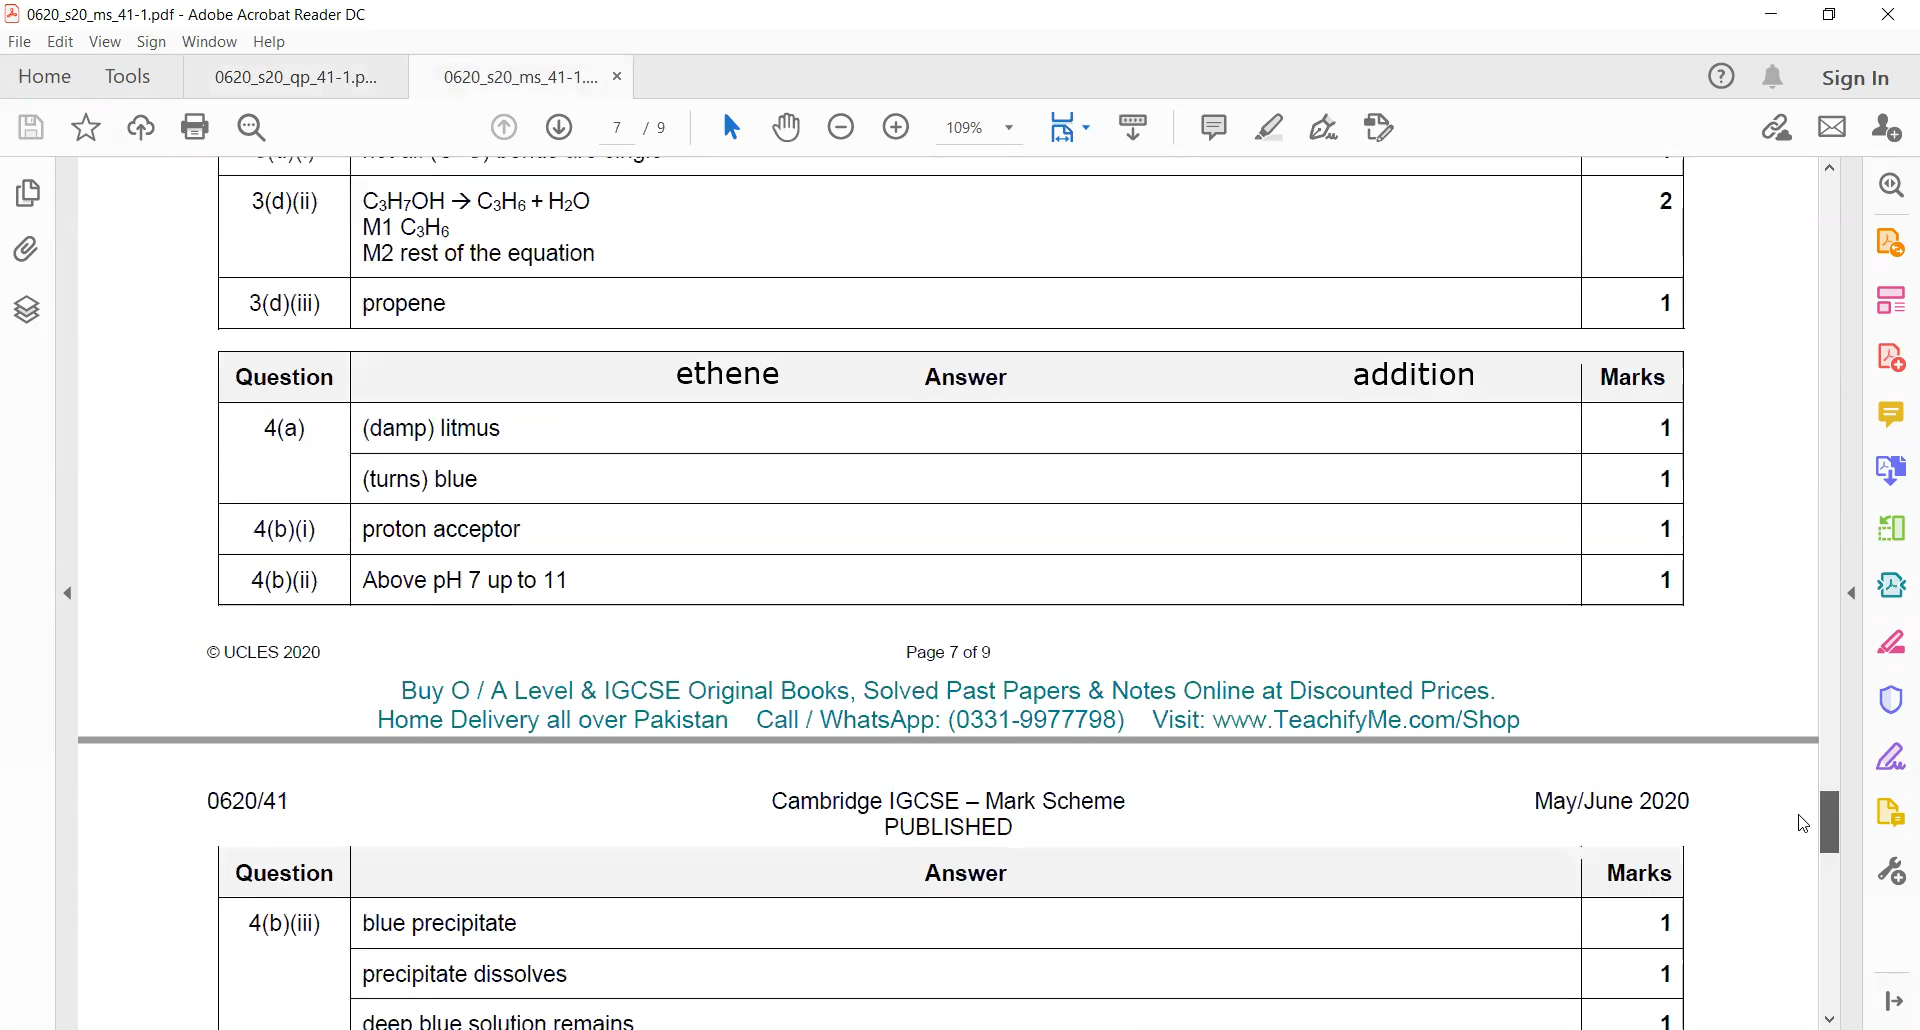 0620_s20_ms_41-1.pdf - Adobe Acrobat Reader DC
File Edit View Sign Window Help
Home Tools 0620_s20_qp_41-1.p... 0620_s20_ms_41-1.... × Sign In
7 / 9 109%
3(d)(ii) C₃H₇OH → C₃H₆ + H₂O 2
M1 C₃H₆
M2 rest of the equation
3(d)(iii) propene 1
Question ethene Answer addition Marks
4(a) (damp) litmus 1
(turns) blue 1
4(b)(i) proton acceptor 1
4(b)(ii) Above pH 7 up to 11 1
© UCLES 2020 Page 7 of 9
Buy O / A Level & IGCSE Original Books, Solved Past Papers & Notes Online at Discounted Prices.
Home Delivery all over Pakistan Call / WhatsApp: (0331-9977798) Visit: www.TeachifyMe.com/Shop
0620/41 Cambridge IGCSE – Mark Scheme May/June 2020
PUBLISHED
Question Answer Marks
4(b)(iii) blue precipitate 1
precipitate dissolves 1
deep blue solution remains 1